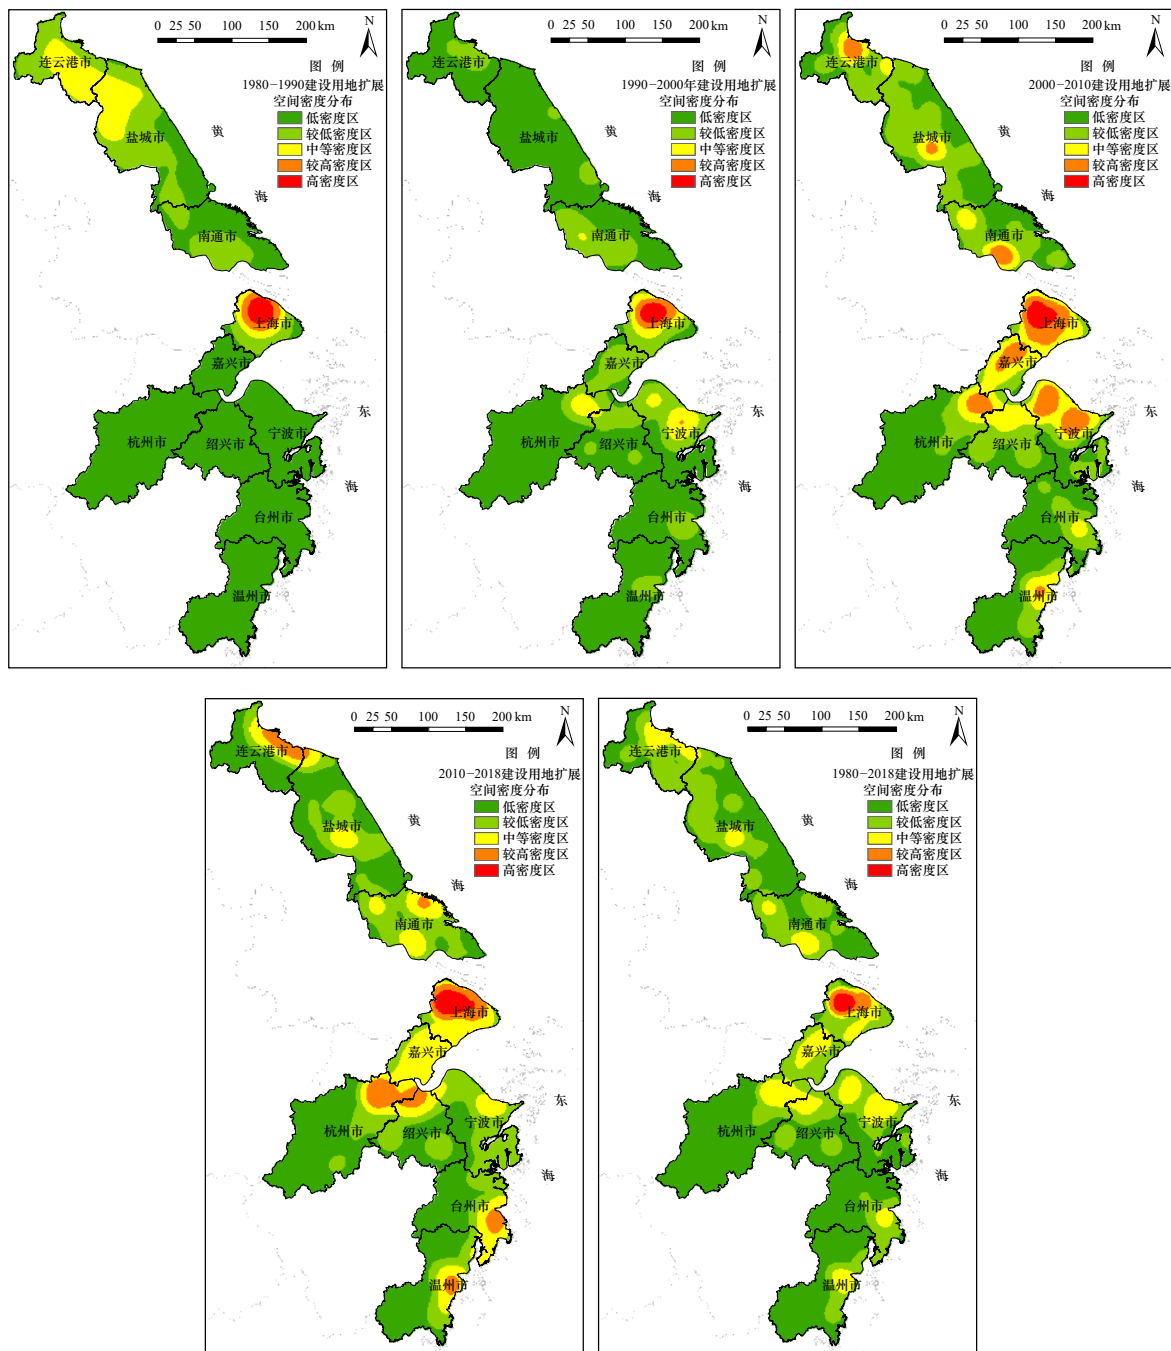 0 25 50 100 150 200 km
N
图 例
1980-1990建设用地扩展
空间密度分布
低密度区
较低密度区
中等密度区
较高密度区
高密度区
连云港市
盐城市
黄
海
南通市
上海市
嘉兴市
杭州市
绍兴市
宁波市
东
海
台州市
温州市
0 25 50 100 150 200 km
N
图 例
1990-2000年建设用地扩展
空间密度分布
低密度区
较低密度区
中等密度区
较高密度区
高密度区
连云港市
盐城市
黄
海
南通市
上海市
嘉兴市
杭州市
绍兴市
宁波市
东
海
台州市
温州市
0 25 50 100 150 200 km
N
图 例
2000-2010建设用地扩展
空间密度分布
低密度区
较低密度区
中等密度区
较高密度区
高密度区
连云港市
盐城市
黄
海
南通市
上海市
嘉兴市
杭州市
绍兴市
宁波市
东
海
台州市
温州市
0 25 50 100 150 200 km
N
图 例
2010-2018建设用地扩展
空间密度分布
低密度区
较低密度区
中等密度区
较高密度区
高密度区
连云港市
盐城市
黄
海
南通市
上海市
嘉兴市
杭州市
绍兴市
宁波市
东
海
台州市
温州市
0 25 50 100 150 200 km
N
图 例
1980-2018建设用地扩展
空间密度分布
低密度区
较低密度区
中等密度区
较高密度区
高密度区
连云港市
盐城市
黄
海
南通市
上海市
嘉兴市
杭州市
绍兴市
宁波市
东
海
台州市
温州市